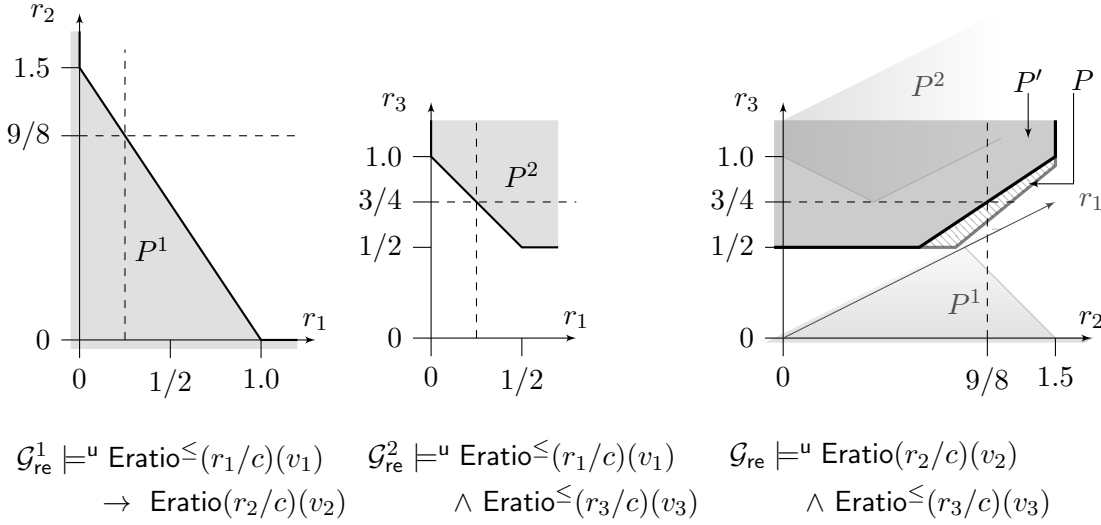 r₂
1.5
9/8
0
P¹
r₁
0
1/2
1.0
r₃
1.0
3/4
1/2
0
P²
r₁
0
1/2
r₃
1.0
3/4
1/2
0
P²
P′
P
r₁
P¹
r₂
0
9/8
1.5
𝒢¹re ⊨ᵘ Eratio≤(r₁/c)(v₁)
→ Eratio(r₂/c)(v₂)
𝒢²re ⊨ᵘ Eratio≤(r₁/c)(v₁)
∧ Eratio≤(r₃/c)(v₃)
𝒢re ⊨ᵘ Eratio(r₂/c)(v₂)
∧ Eratio≤(r₃/c)(v₃)